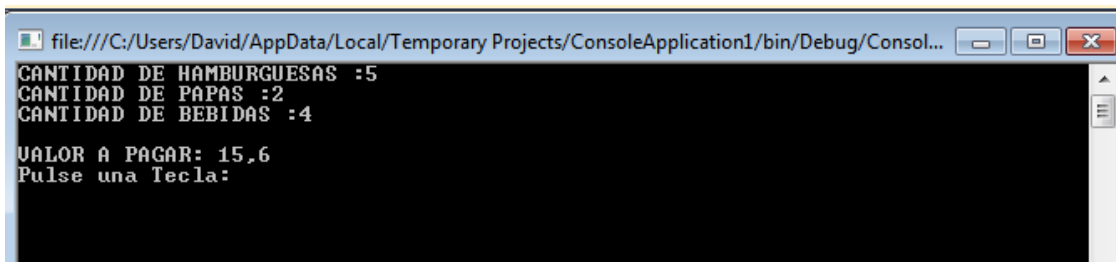 file:///C:/Users/David/AppData/Local/Temporary Projects/ConsoleApplication1/bin/Debug/Consol...
CANTIDAD DE HAMBURGUESAS :5
CANTIDAD DE PAPAS :2
CANTIDAD DE BEBIDAS :4
VALOR A PAGAR: 15,6
Pulse una Tecla: